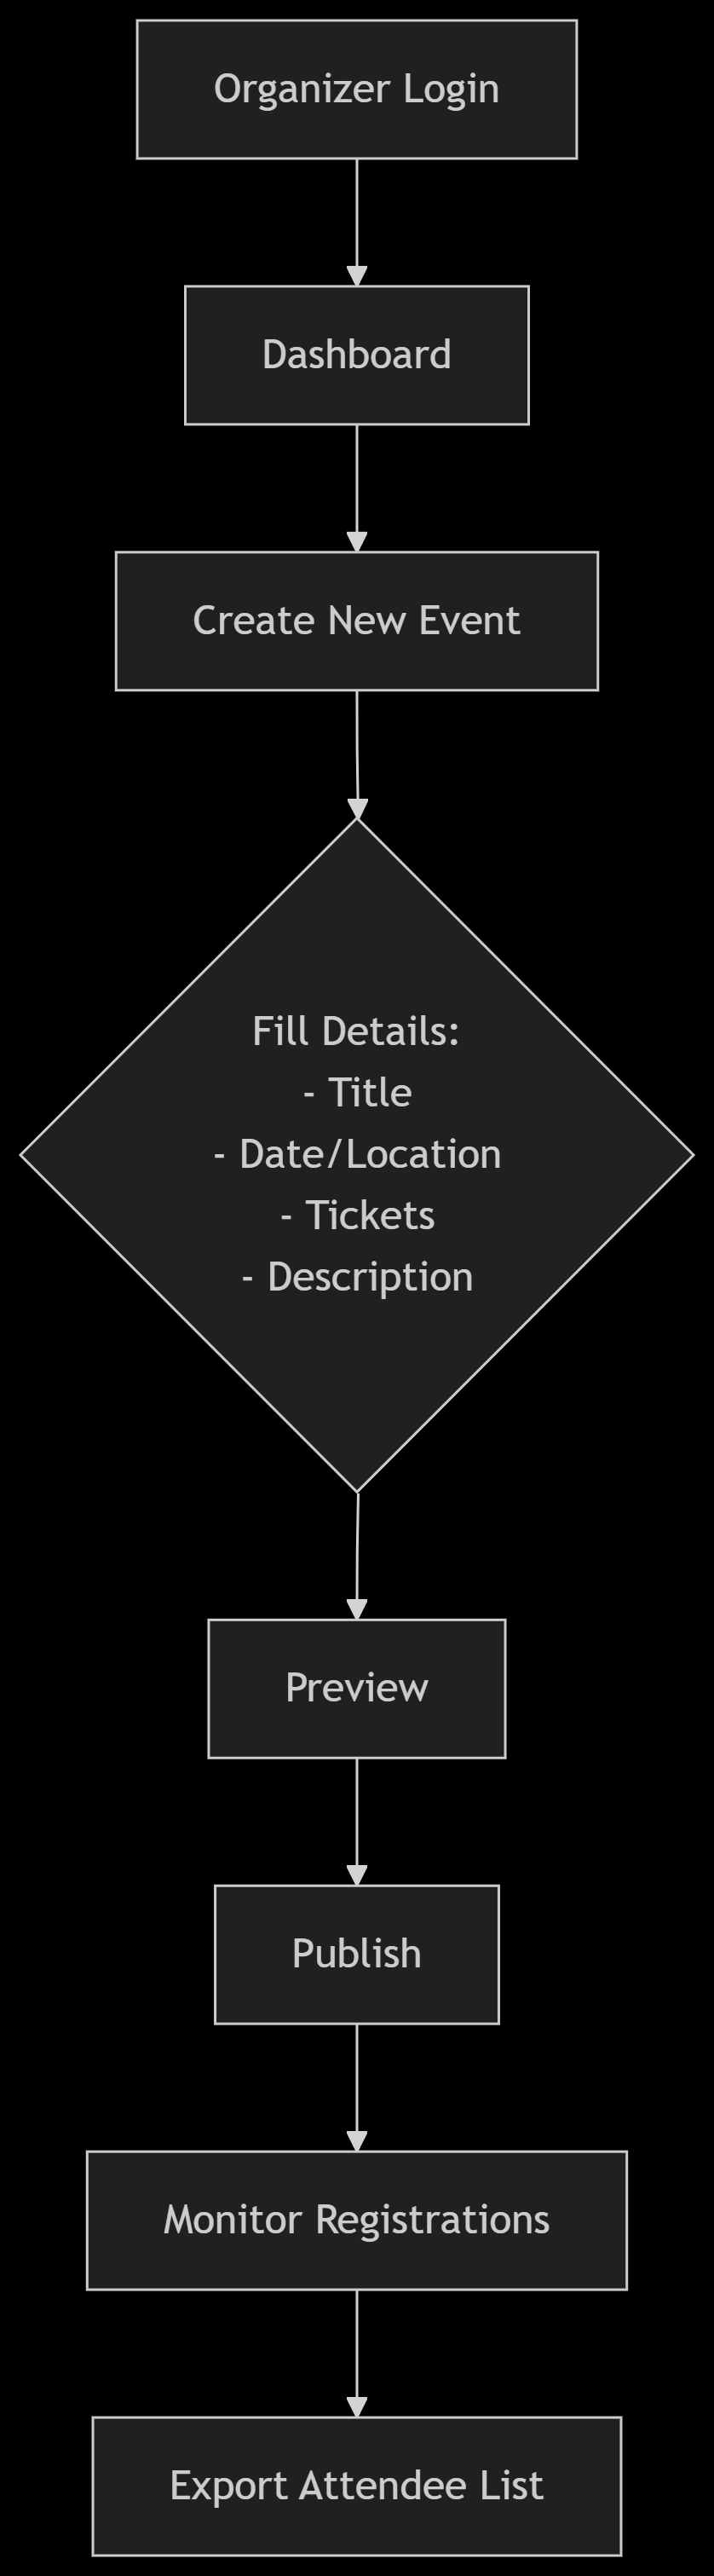 Organizer Login
Dashboard
Create New Event
Fill Details:
- Title
- Date/Location
- Tickets
- Description
Preview
Publish
Monitor Registrations
Export Attendee List